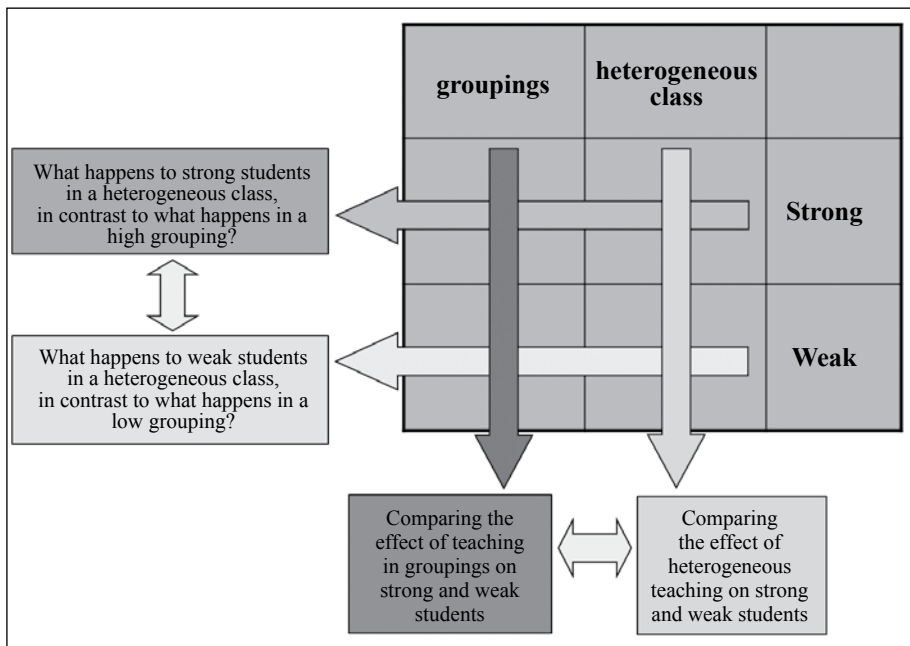 groupings
heterogeneous
class
What happens to strong students
in a heterogeneous class,
in contrast to what happens in a
high grouping?
Strong
What happens to weak students
in a heterogeneous class,
in contrast to what happens in a
low grouping?
Weak
Comparing the
effect of teaching
in groupings on
strong and weak
students
Comparing
the effect of
heterogeneous
teaching on strong
and weak students